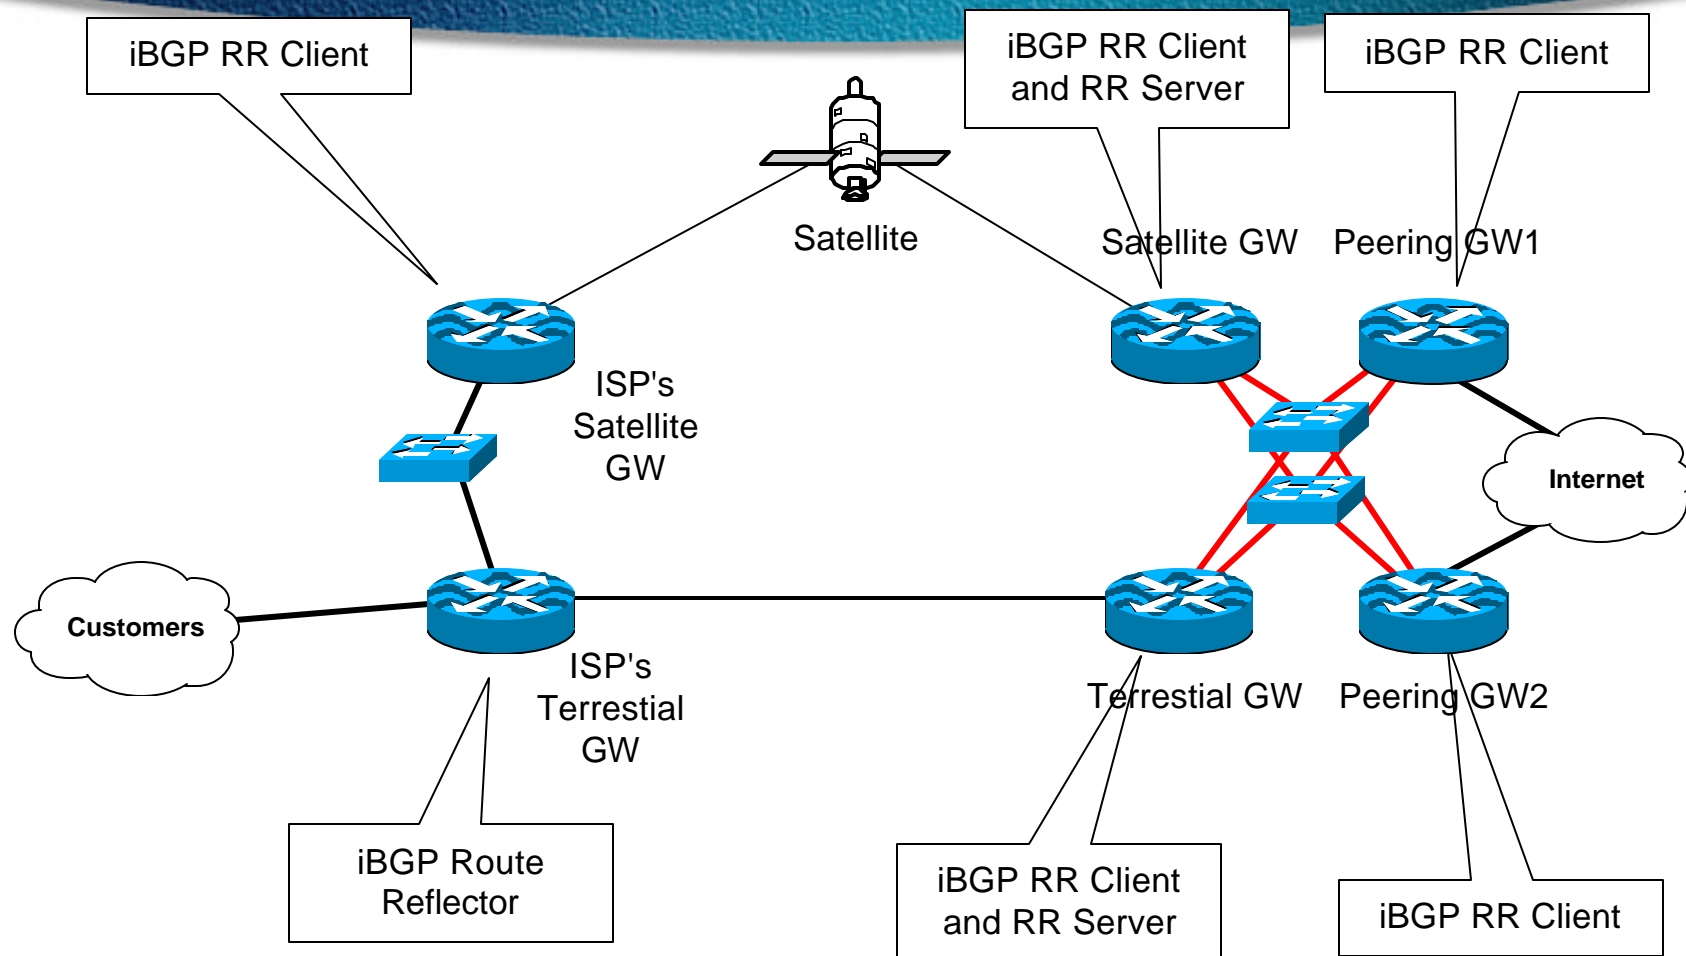 iBGP RR Client
iBGP RR Client
and RR Server
iBGP RR Client
Satellite
Satellite GW
Peering GW1
ISP's
Satellite
GW
Internet
Customers
ISP's
Terrestial
GW
Terrestial GW
Peering GW2
iBGP Route
Reflector
iBGP RR Client
and RR Server
iBGP RR Client